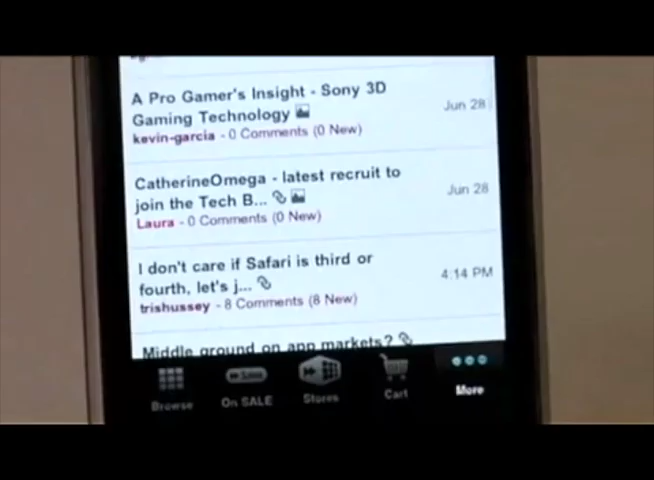 A Pro Gamer's Insight - Sony 3D
Gaming Technology
Jun 28
kevin-garcia - 0 Comments (0 New)
CatherineOmega - latest recruit to
join the Tech B...
Jun 28
Laura - 0 Comments (0 New)
I don't care if Safari is third or
fourth, let's j...
4:14 PM
trishussey - 8 Comments (8 New)
Middle ground on app markets?
Browse
On SALE
Stores
Cart
More